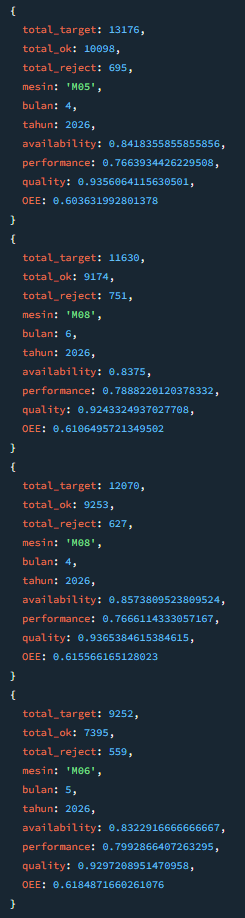 {
total_target: 13176,
total_ok: 10098,
total_reject: 695,
mesin: 'M05',
bulan: 4,
tahun: 2026,
availability: 0.8418355855855856,
performance: 0.7663934426229508,
quality: 0.9356064115630501,
OEE: 0.603631992801378
}
{
total_target: 11630,
total_ok: 9174,
total_reject: 751,
mesin: 'M08',
bulan: 6,
tahun: 2026,
availability: 0.8375,
performance: 0.7888220120378332,
quality: 0.9243324937027708,
OEE: 0.6106495721349502
}
{
total_target: 12070,
total_ok: 9253,
total_reject: 627,
mesin: 'M08',
bulan: 4,
tahun: 2026,
availability: 0.8573809523809524,
performance: 0.7666114333057167,
quality: 0.9365384615384615,
OEE: 0.615566165128023
}
{
total_target: 9252,
total_ok: 7395,
total_reject: 559,
mesin: 'M06',
bulan: 5,
tahun: 2026,
availability: 0.8322916666666667,
performance: 0.7992866407263295,
quality: 0.9297208951470958,
OEE: 0.6184871660261076
}